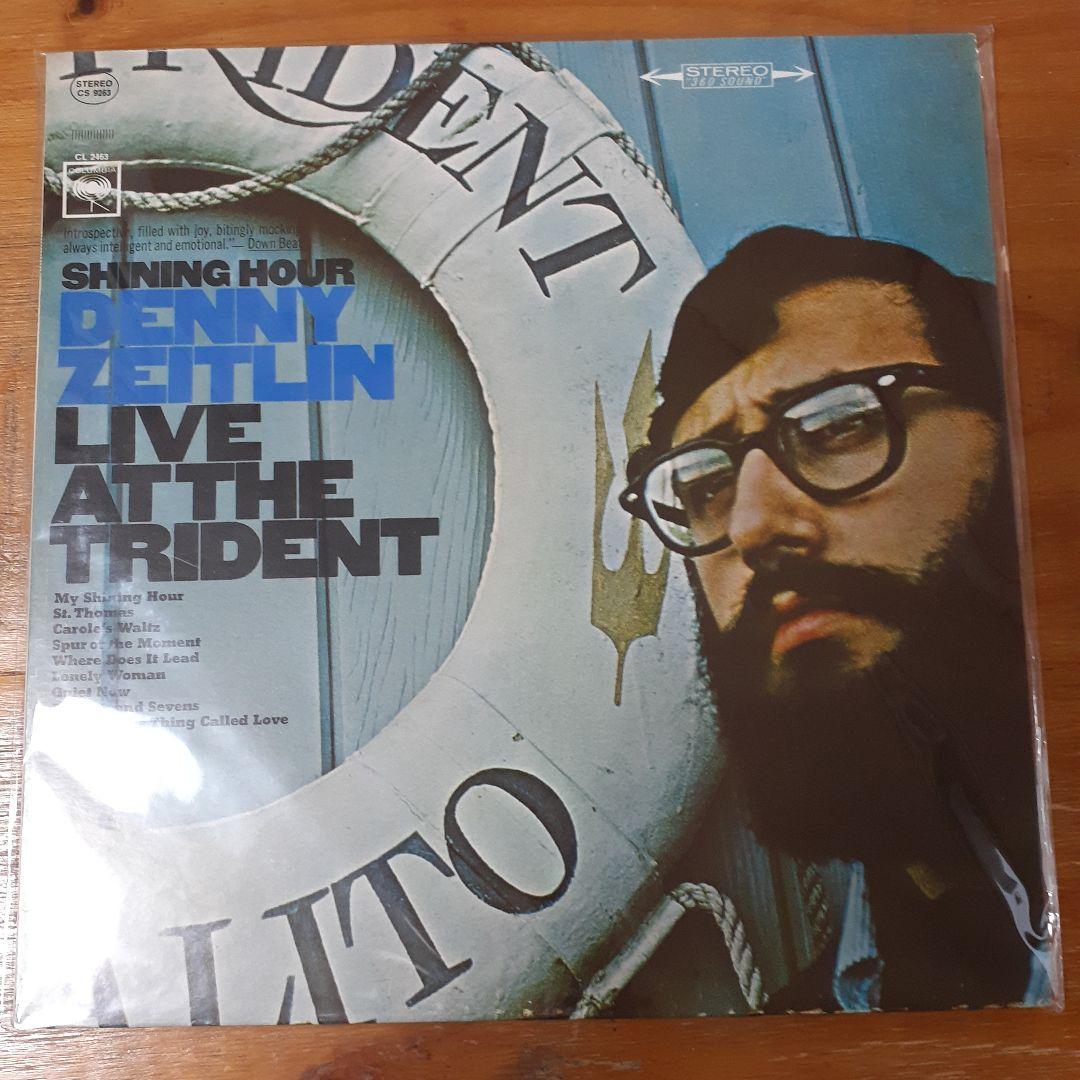 TRIDENT
STEREO
CS 9263
STEREO
"360 SOUND"
CL 2463
COLUMBIA
"Introspective, filled with joy, bitingly mocking
always intelligent and emotional."— Down Beat
SHINING HOUR
DENNY
ZEITLIN
LIVE
AT THE
TRIDENT
My Shining Hour
St. Thomas
Carole's Waltz
Spur of the Moment
Where Does It Lead
Lonely Woman
Quiet Now
and Sevens
Thing Called Love
ALITO